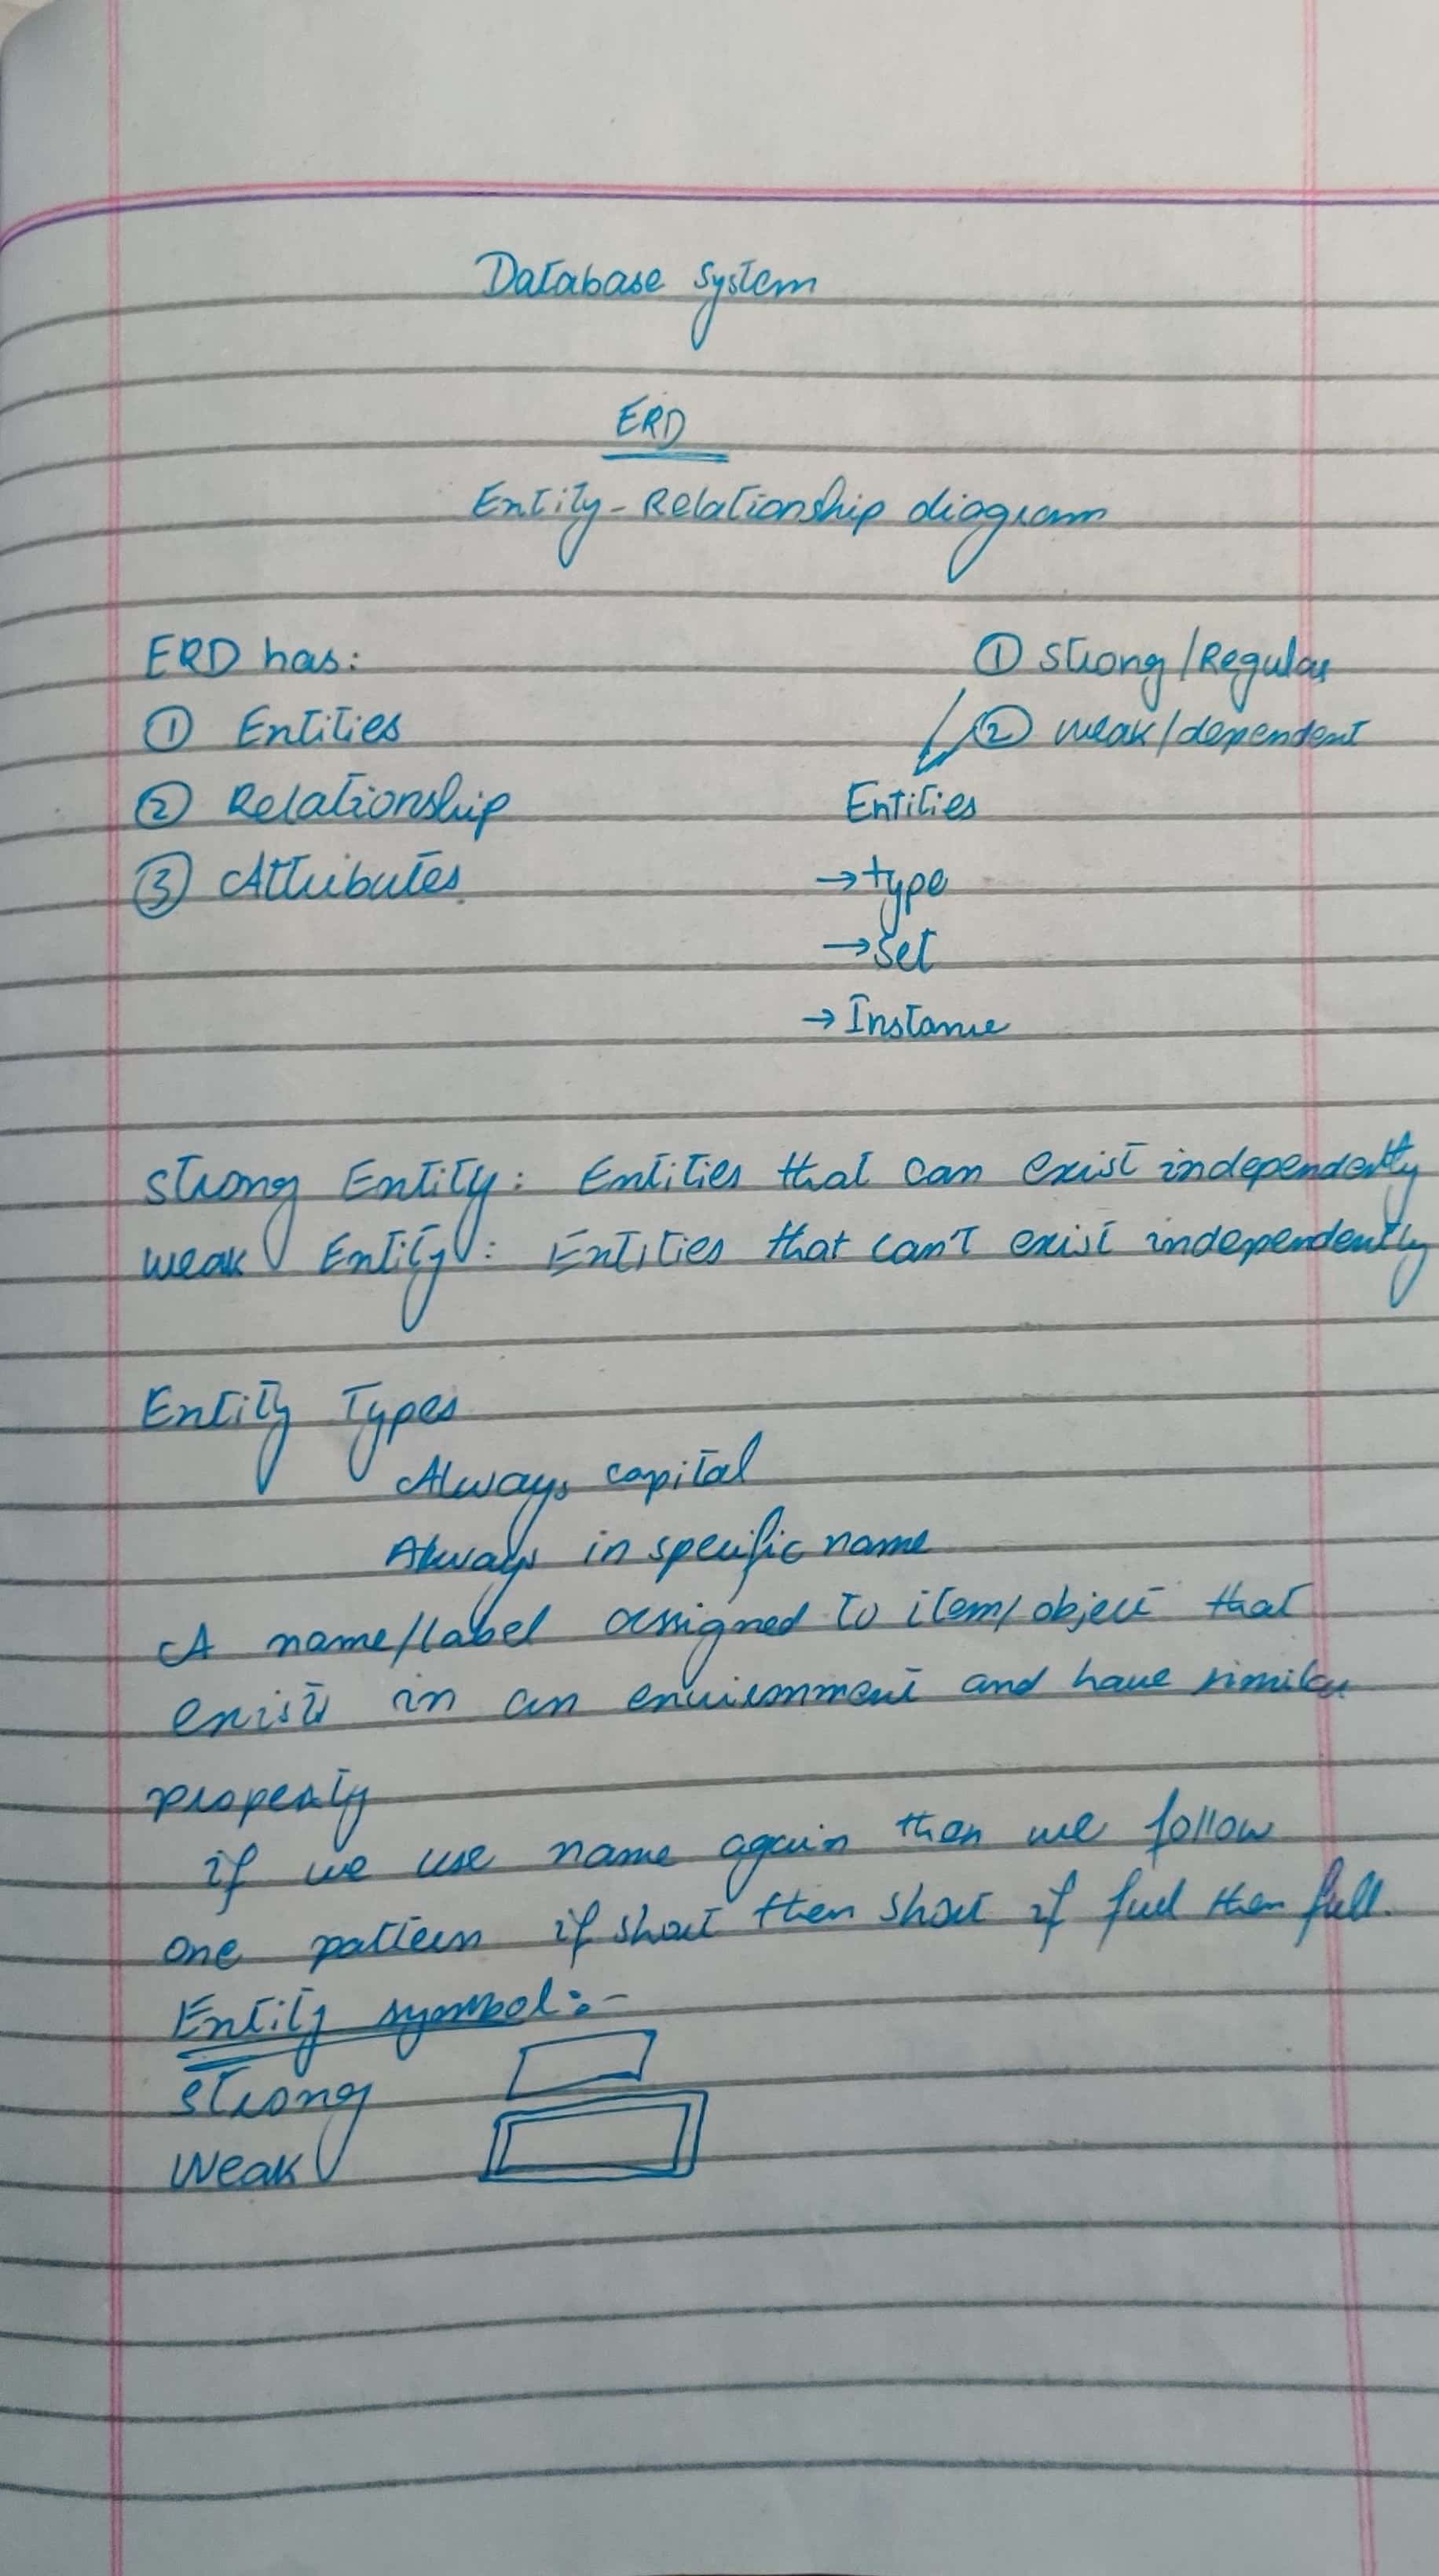 Database System
ERD
Entity-Relationship diagram
ERD has:
① Entities
② Relationship
③ Attributes
① Strong/Regular
② weak/dependent
Entities
→ type
→ Set
→ Instance
Strong Entity: Entities that can exist independently
weak Entity: Entities that can't exist independently
Entity Types
Always capital
Always in specific name
A name/label assigned to item/object that
exists in an environment and have similar
property
if we use name again then we follow
one pattern if short then short if full then full.
Entity symbol:-
Strong
Weak